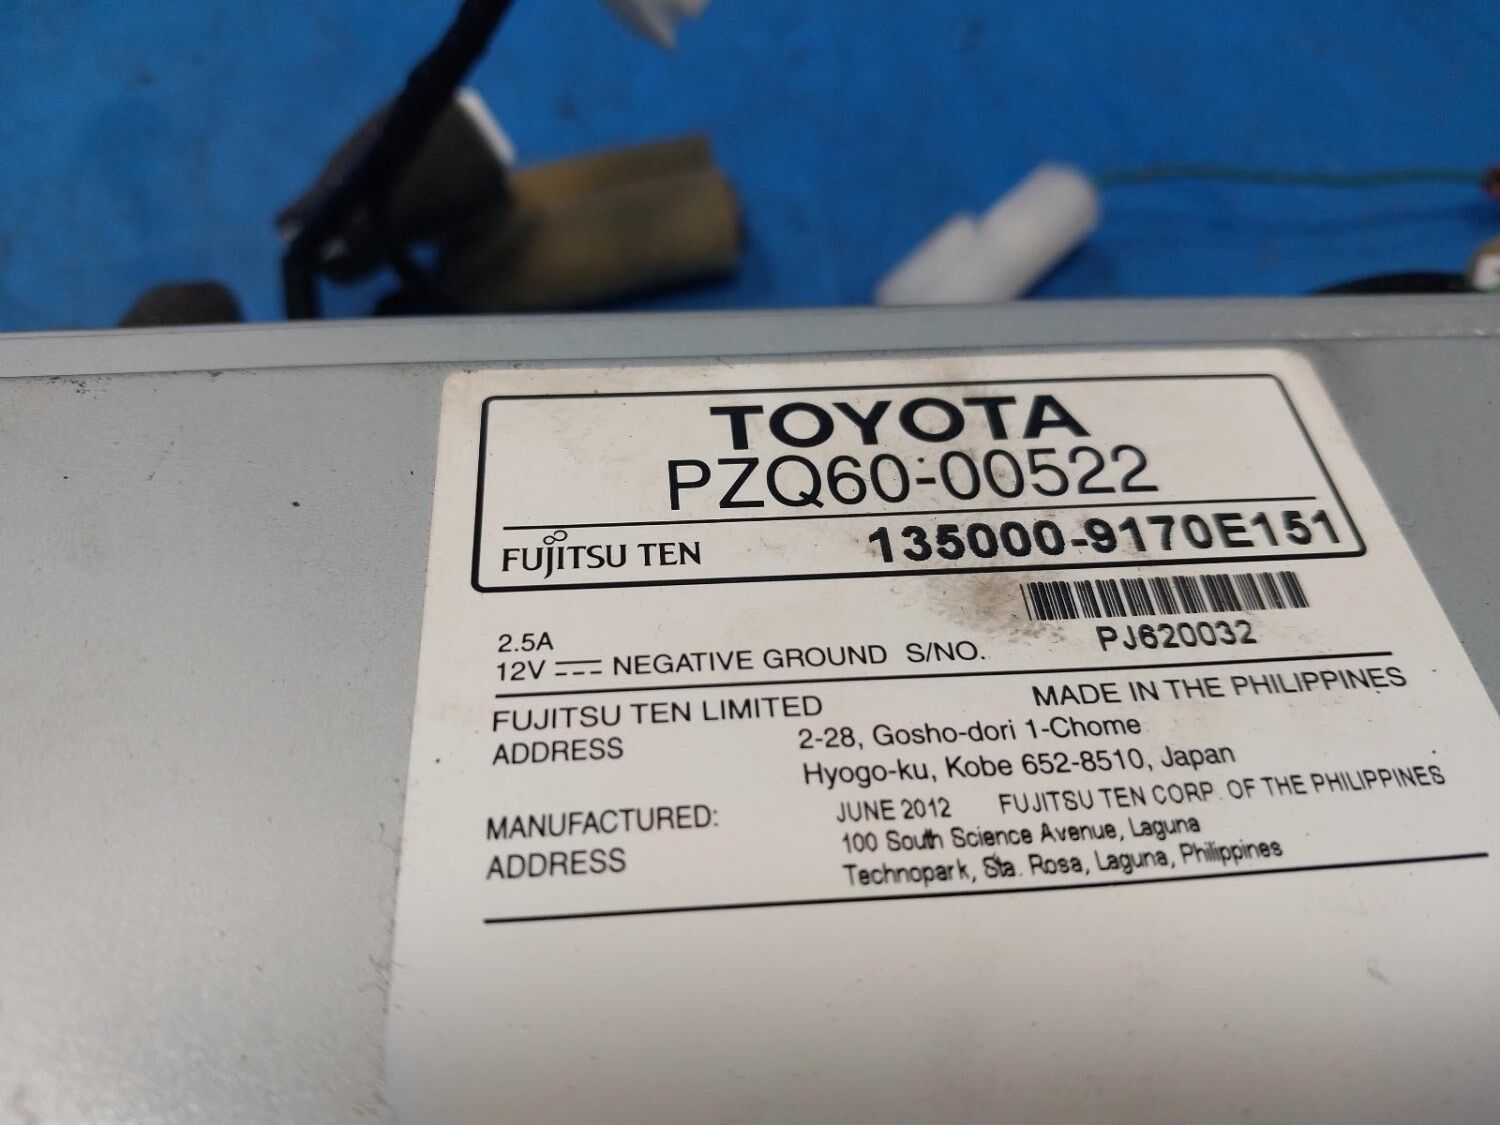 TOYOTA
PZQ60-00522
FUJITSU TEN 135000-9170E151
2.5A
12V NEGATIVE GROUND S/NO. PJ620032
FUJITSU TEN LIMITED MADE IN THE PHILIPPINES
ADDRESS 2-28, Gosho-dori 1-Chome
Hyogo-ku, Kobe 652-8510, Japan
MANUFACTURED: JUNE 2012 FUJITSU TEN CORP. OF THE PHILIPPINES
ADDRESS 100 South Science Avenue, Laguna
Technopark, Sta. Rosa, Laguna, Philippines